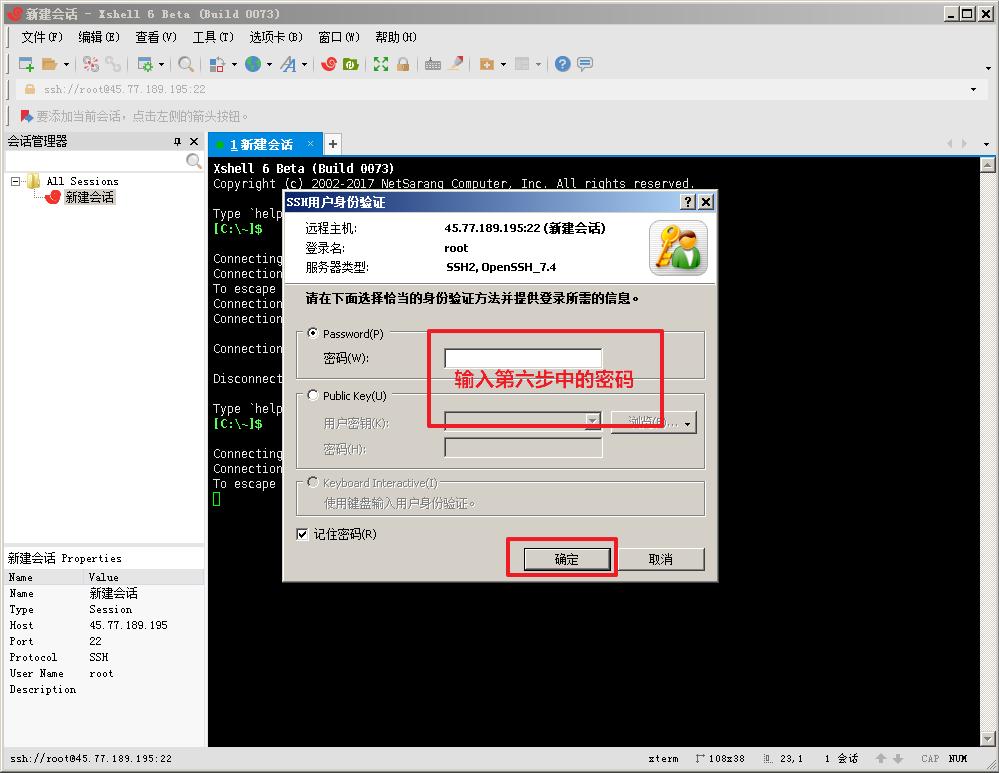 新建会话 - Xshell 6 Beta (Build 0073)
文件(F) 编辑(E) 查看(V) 工具(T) 选项卡(B) 窗口(W) 帮助(H)
ssh://root@45.77.189.195:22
要添加当前会话，点击左侧的箭头按钮。
会话管理器
All Sessions
新建会话
1 新建会话
Xshell 6 Beta (Build 0073)
Copyright (c) 2002-2017 NetSarang Computer, Inc. All rights reserved.
Type `help
[C:\~]$
Connecting
Connection
To escape
Connection
Connection
Connection
Disconnect
Type `help
[C:\~]$
Connecting
Connection
To escape
SSH用户身份验证
远程主机: 45.77.189.195:22 (新建会话)
登录名: root
服务器类型: SSH2, OpenSSH_7.4
请在下面选择恰当的身份验证方法并提供登录所需的信息。
Password(P)
密码(W):
输入第六步中的密码
Public Key(U)
用户密钥(K):
密码(H):
Keyboard Interactive(I)
使用键盘输入用户身份验证。
记住密码(R)
确定 取消
新建会话 Properties
Name Value
Name 新建会话
Type Session
Host 45.77.189.195
Port 22
Protocol SSH
User Name root
Description
ssh://root@45.77.189.195:22 xterm 108x38 23,1 1 会话 CAP NUM